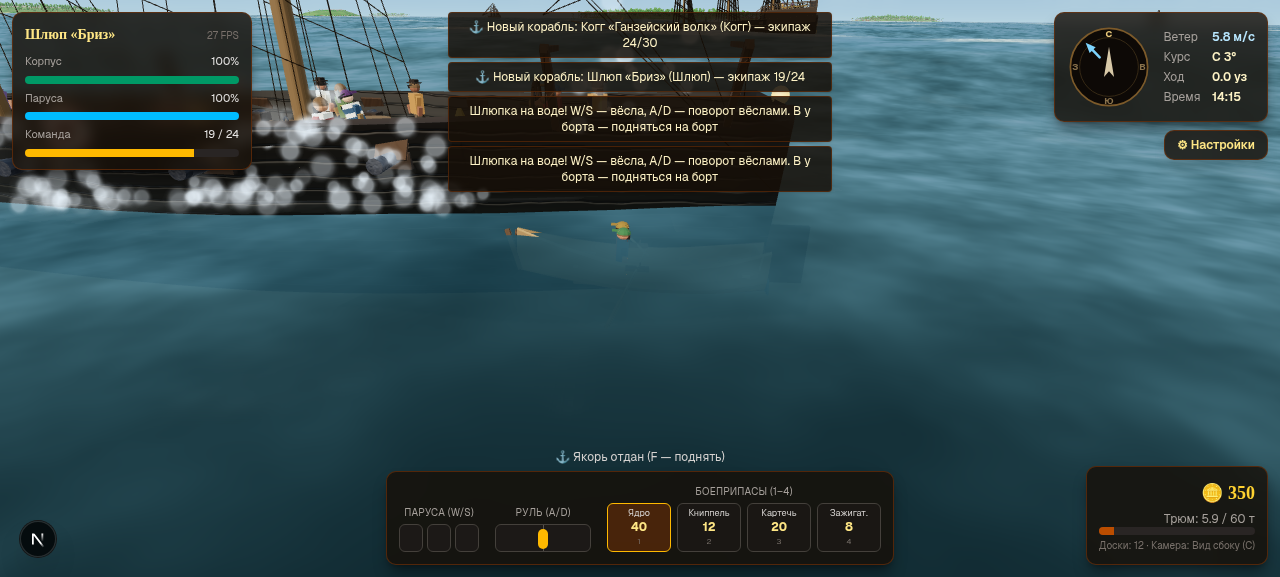 Шлюп «Бриз»
27 FPS
Корпус 100%
Паруса 100%
Команда 19 / 24
⚓ Новый корабль: Когг «Ганзейский волк» (Когг) — экипаж
24/30
⚓ Новый корабль: Шлюп «Бриз» (Шлюп) — экипаж 19/24
Шлюпка на воде! W/S — вёсла, A/D — поворот вёслами. В у
борта — подняться на борт
Шлюпка на воде! W/S — вёсла, A/D — поворот вёслами. В у
борта — подняться на борт
С
З
В
Ю
Ветер 5.8 м/с
Курс С 3°
Ход 0.0 уз
Время 14:15
⚙ Настройки
⚓ Якорь отдан (F — поднять)
ПАРУСА (W/S)
РУЛЬ (A/D)
БОЕПРИПАСЫ (1–4)
Ядро
40
1
Книппель
12
2
Картечь
20
3
Зажигат.
8
4
350
Трюм: 5.9 / 60 т
Доски: 12 · Камера: Вид сбоку (C)
N